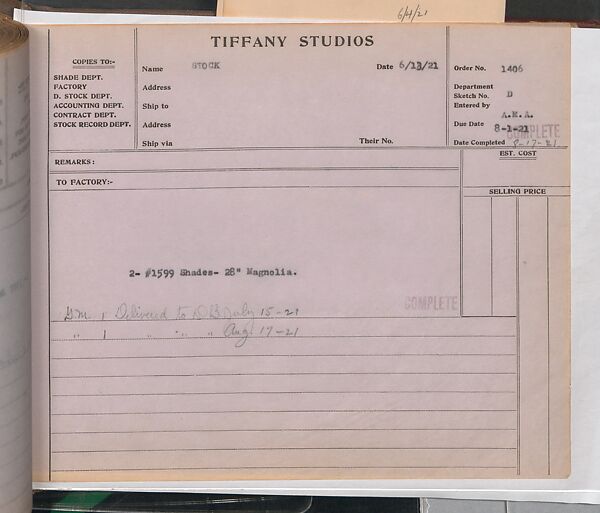 6/4/21
TIFFANY STUDIOS
COPIES TO:-
SHADE DEPT.
FACTORY
D. STOCK DEPT.
ACCOUNTING DEPT.
CONTRACT DEPT.
STOCK RECORD DEPT.
Name STOCK Date 6/13/21
Address
Ship to
Address
Ship via Their No.
Order No. 1406
Department
Sketch No. D
Entered by
A.E.A.
Due Date 8-1-21
COMPLETE
Date Completed 8-17-21
REMARKS:
EST. COST
TO FACTORY:-
SELLING PRICE
2- #1599 Shades- 28" Magnolia.
COMPLETE
G.M. 1 Delivered to D.S. July 15-21
" 1 " " " Aug 17-21